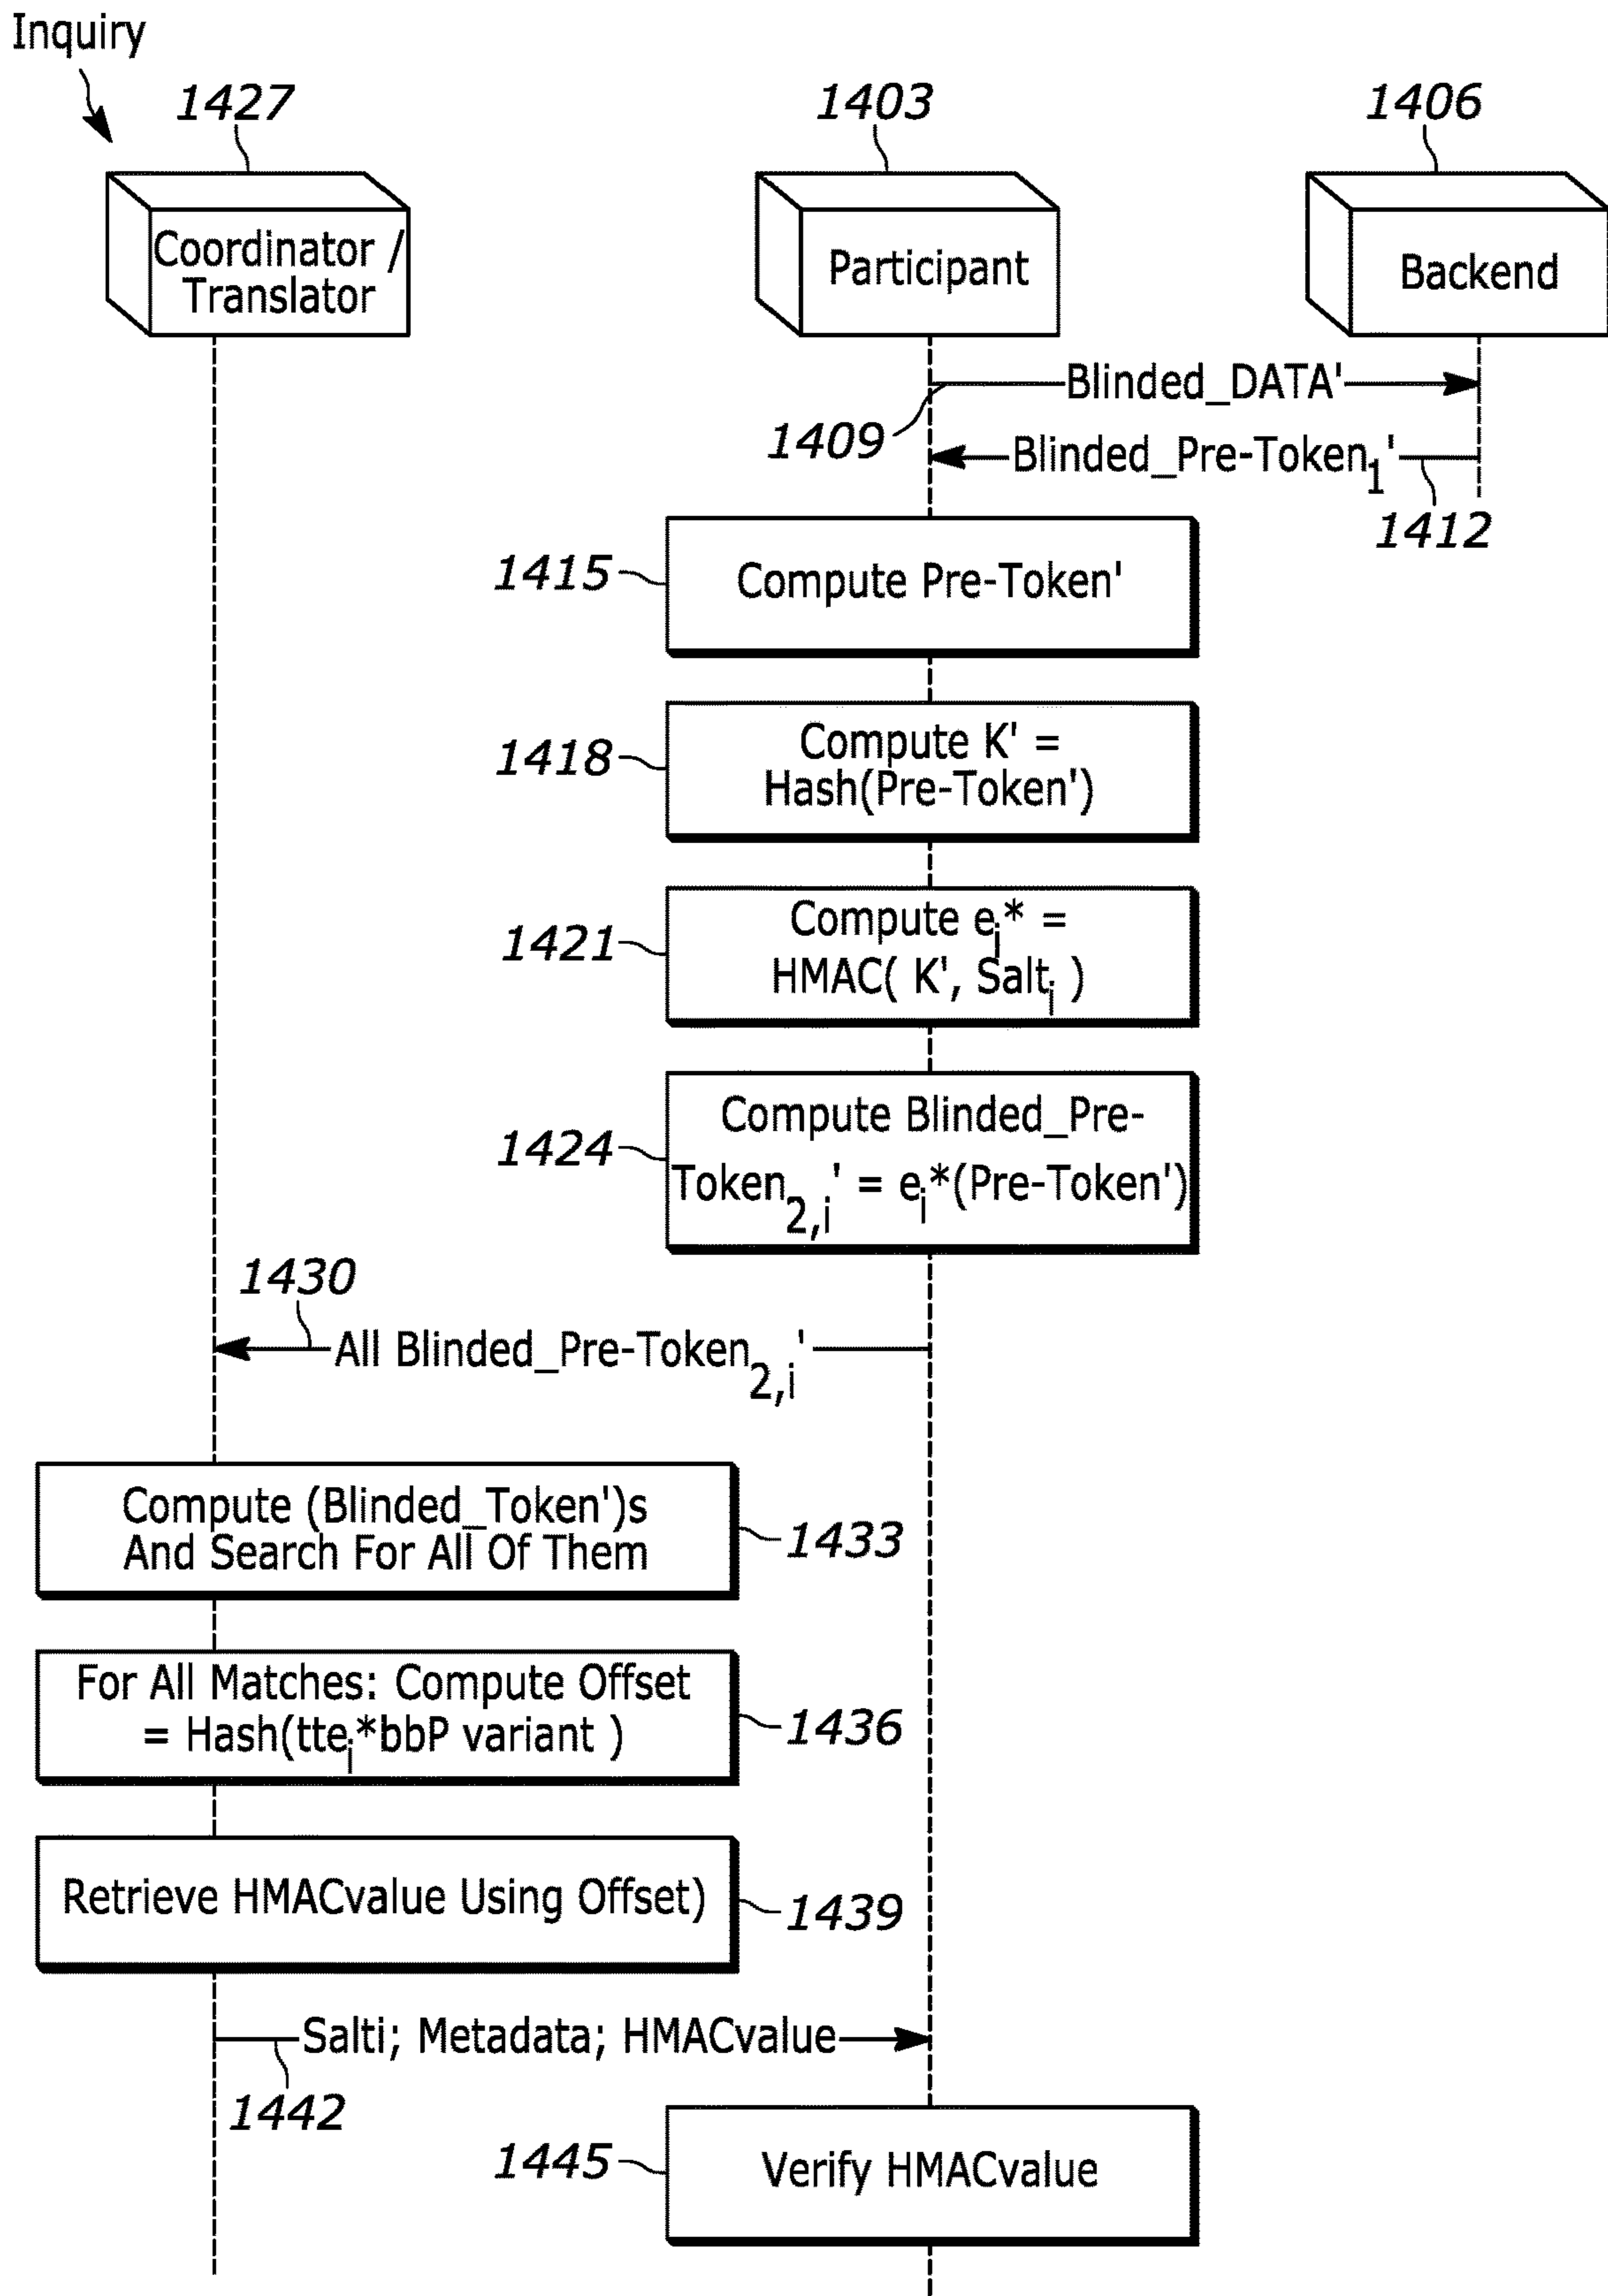 Inquiry
1427
1403
1406
Coordinator /
Translator
Participant
Backend
Blinded_DATA'
1409
Blinded_Pre-Token1'
1412
1415
Compute Pre-Token'
1418
Compute K' =
Hash(Pre-Token')
1421
Compute ei* =
HMAC( K', Salti )
1424
Compute Blinded_Pre-
Token2,i' = ei*(Pre-Token')
1430
All Blinded_Pre-Token2,i'
Compute (Blinded_Token')s
And Search For All Of Them
1433
For All Matches: Compute Offset
= Hash(ttei*bbP variant )
1436
Retrieve HMACvalue Using Offset)
1439
Salti; Metadata; HMACvalue
1442
1445
Verify HMACvalue